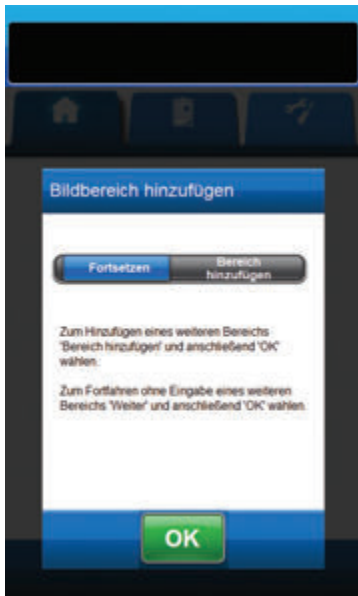 Bildbereich hinzufügen
Fortsetzen
Bereich
hinzufügen
Zum Hinzufügen eines weiteren Bereichs
'Bereich hinzufügen' und anschließend 'OK'
wählen.
Zum Fortfahren ohne Eingabe eines weiteren
Bereichs 'Weiter' und anschließend 'OK' wählen.
OK